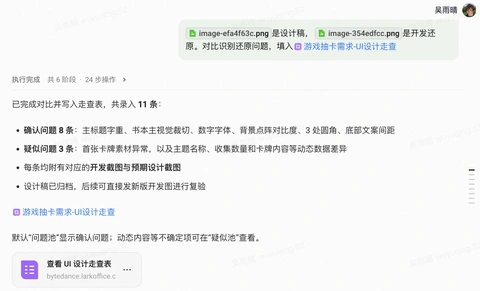 吴雨晴
image-efa4f63c.png 是设计稿， image-354edfcc.png 是开发还
原。对比识别还原问题，填入 游戏抽卡需求-UI设计走查
执行完成 共 6 阶段 · 24 步操作 >
已完成对比并写入走查表，共录入 11 条：
• 确认问题 8 条：主标题字重、书本主视觉裁切、数字字体、背景点阵对比度、3 处圆角、底部文案间距
• 疑似问题 3 条：首张卡牌素材异常，以及主题名称、收集数量和卡牌内容等动态数据差异
• 每条均附有对应的开发截图与预期设计截图
• 设计稿已归档，后续可直接发新版开发图进行复验
游戏抽卡需求-UI设计走查
默认“问题池”显示确认问题；动态内容等不确定项可在“疑似池”查看。
查看 UI 设计走查表
bytedance.larkoffice.c